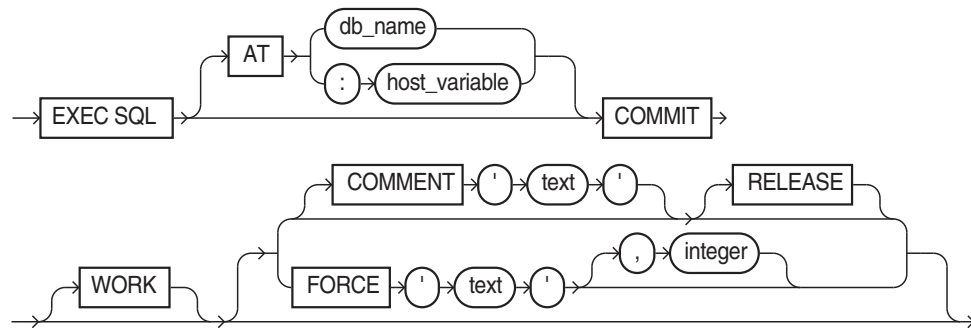 db_name
AT
: host_variable
EXEC SQL COMMIT
COMMENT ' text ' RELEASE
, integer
WORK FORCE ' text '